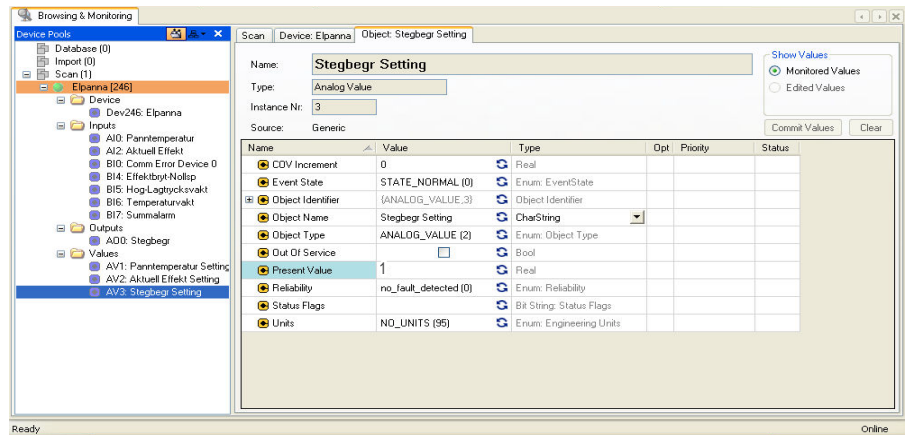 Browsing & Monitoring
Device Pools
Database (0)
Import (0)
Scan (1)
Elpanna [246]
Device
Dev246: Elpanna
Inputs
AI0: Panntemperatur
AI2: Aktuell Effekt
BI0: Comm Error Device 0
BI4: Effektbryt-Nollsp
BI5: Hog-Lagtrycksvakt
BI6: Temperaturvakt
BI7: Summalarm
Outputs
AO0: Stegbegr
Values
AV1: Panntemperatur Setting
AV2: Aktuell Effekt Setting
AV3: Stegbegr Setting
Scan Device: Elpanna Object: Stegbegr Setting
Name: Stegbegr Setting
Type: Analog Value
Instance Nr: 3
Source: Generic
Show Values
Monitored Values
Edited Values
Commit Values Clear
Name Value Type Opt Priority Status
COV Increment 0 Real
Event State STATE_NORMAL (0) Enum: EventState
Object Identifier {ANALOG_VALUE,3} Object Identifier
Object Name Stegbegr Setting CharString
Object Type ANALOG_VALUE (2) Enum: Object Type
Out Of Service Bool
Present Value 1 Real
Reliability no_fault_detected (0) Enum: Reliability
Status Flags Bit String: Status Flags
Units NO_UNITS (95) Enum: Engineering Units
Ready Online